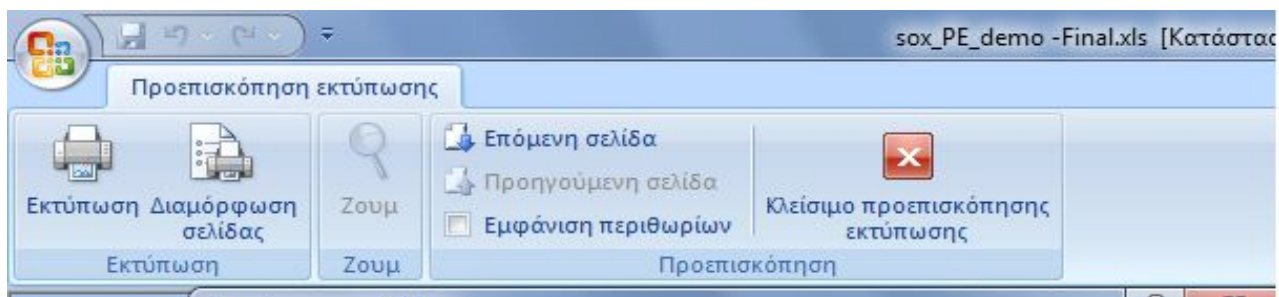 sox_PE_demo -Final.xls [Κατάστας
Προεπισκόπηση εκτύπωσης
Εκτύπωση
Διαμόρφωση
σελίδας
Εκτύπωση
Ζουμ
Ζουμ
Επόμενη σελίδα
Προηγούμενη σελίδα
Εμφάνιση περιθωρίων
Κλείσιμο προεπισκόπησης
εκτύπωσης
Προεπισκόπηση